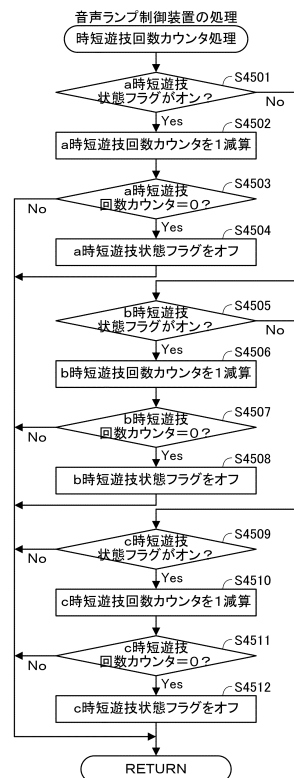 音声ランプ制御装置の処理
時短遊技回数カウンタ処理
S4501
a時短遊技
状態フラグがオン？
No
Yes
S4502
a時短遊技回数カウンタを1減算
S4503
a時短遊技
回数カウンタ＝0？
No
Yes
S4504
a時短遊技状態フラグをオフ
S4505
b時短遊技
状態フラグがオン？
No
Yes
S4506
b時短遊技回数カウンタを1減算
S4507
b時短遊技
回数カウンタ＝0？
No
Yes
S4508
b時短遊技状態フラグをオフ
S4509
c時短遊技
状態フラグがオン？
No
Yes
S4510
c時短遊技回数カウンタを1減算
S4511
c時短遊技
回数カウンタ＝0？
No
Yes
S4512
c時短遊技状態フラグをオフ
RETURN